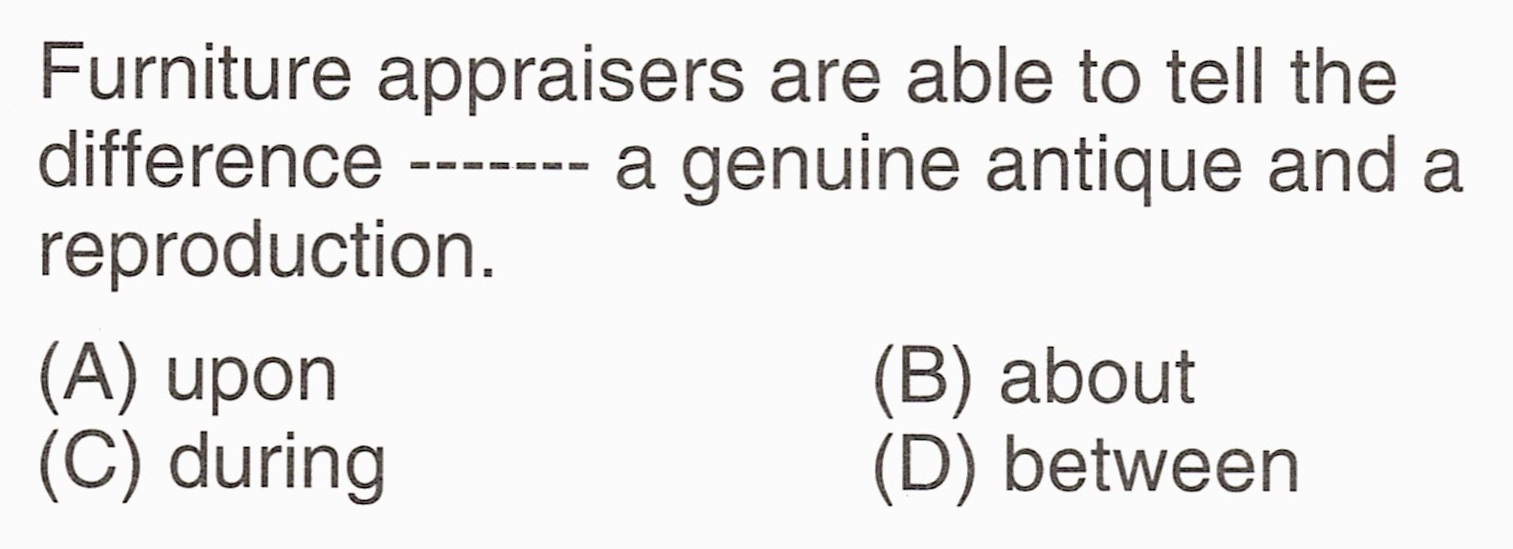 Furniture appraisers are able to tell the
difference ------- a genuine antique and a
reproduction.
(A) upon (B) about
(C) during (D) between